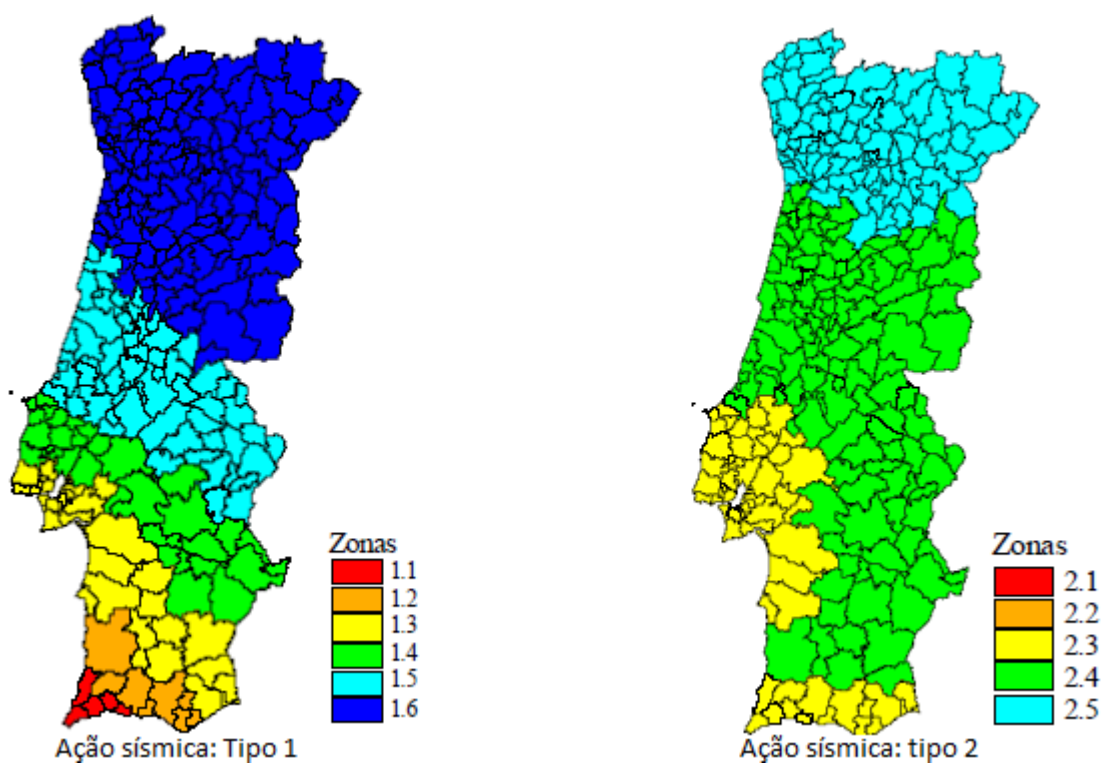 Zonas
1.1
1.2
1.3
1.4
1.5
1.6
Ação sísmica: Tipo 1
Zonas
2.1
2.2
2.3
2.4
2.5
Ação sísmica: tipo 2